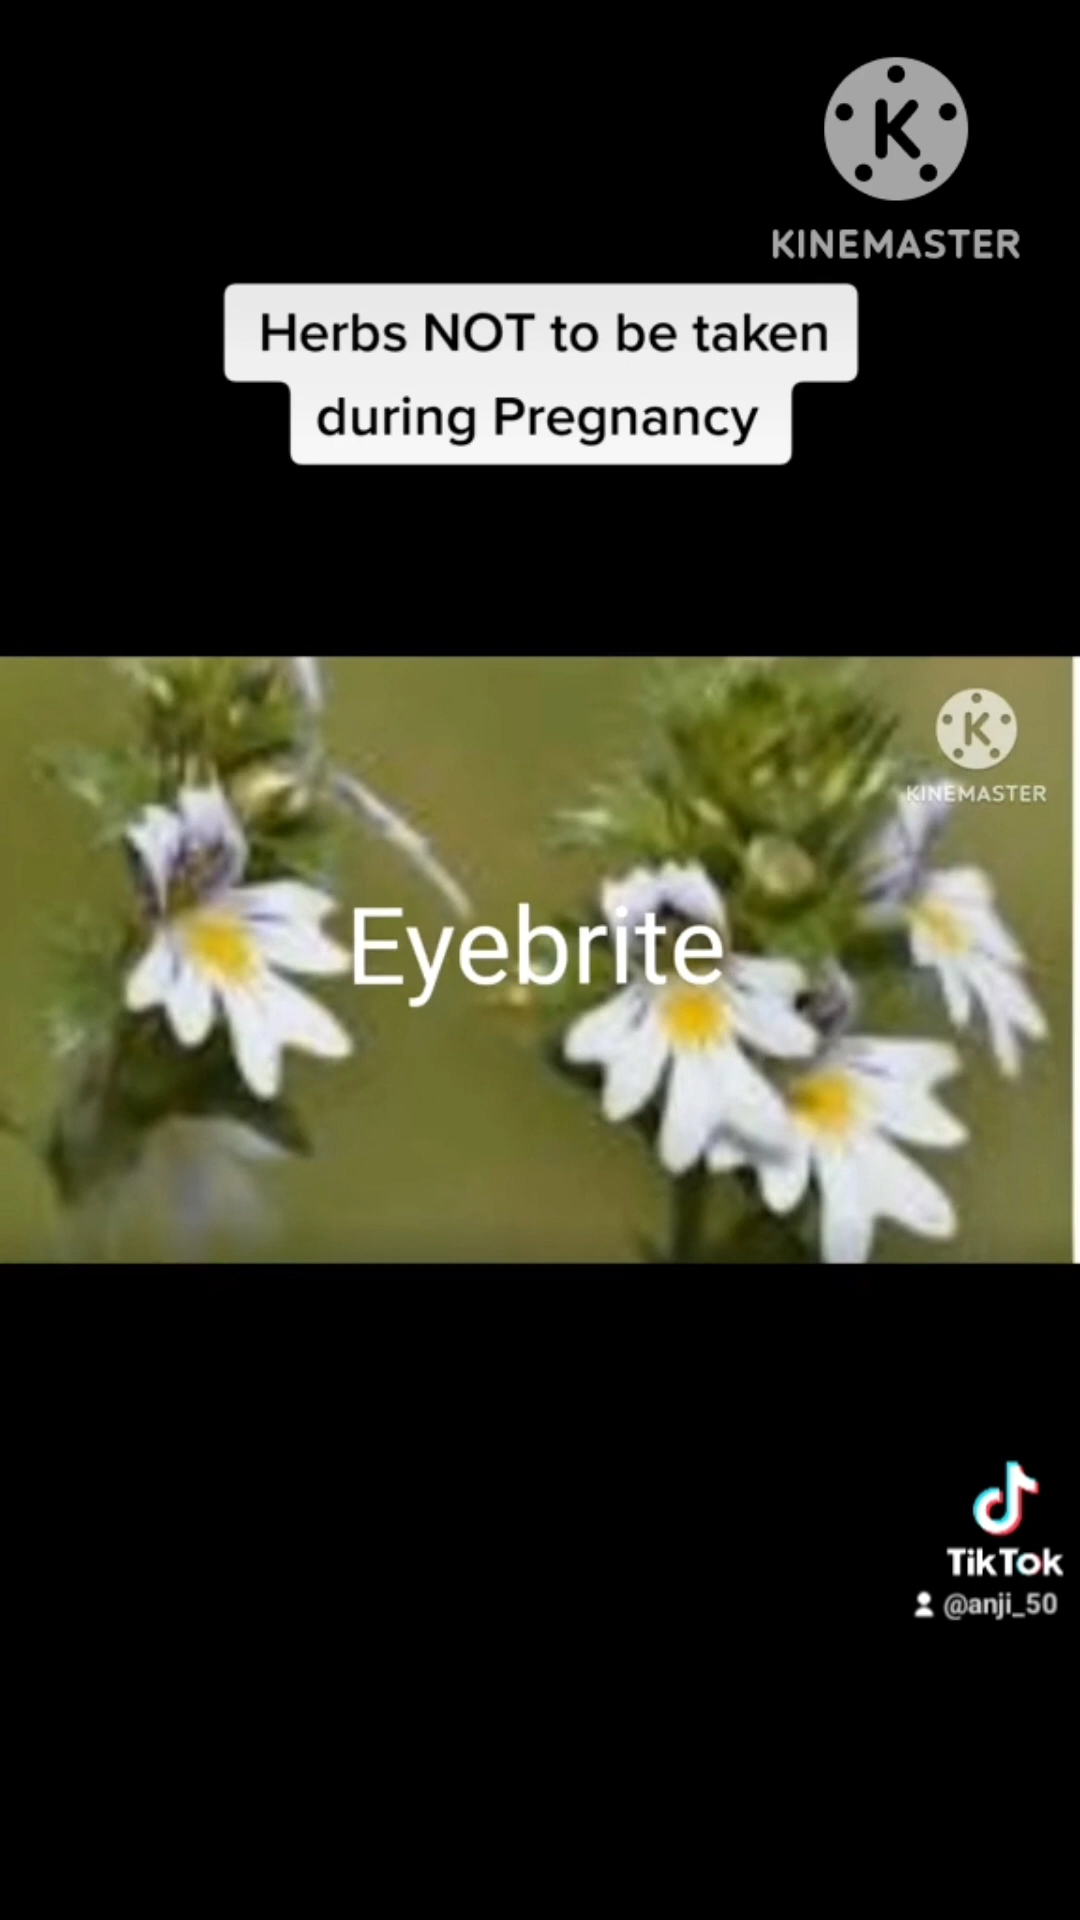 K
KINEMASTER
Herbs NOT to be taken
during Pregnancy
K
KINEMASTER
Eyebrite
TikTok
@anji_50